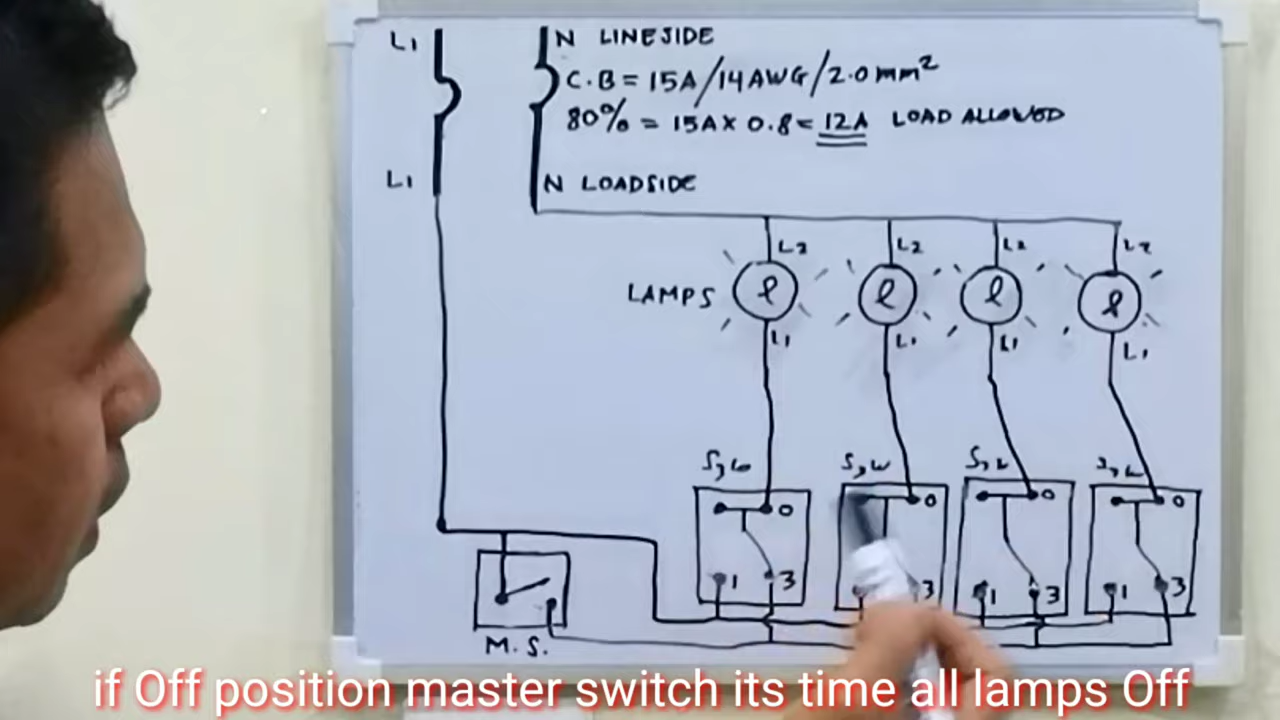 L1 N LINESIDE
C.B = 15A/14AWG/2.0mm²
80% = 15A X 0.8 = 12A LOAD ALLOWED
L1 N LOADSIDE
L2 L2 L2 L2
LAMPS l l l l
L1 L1 L1 L1
S3W S3W S3W S3W
0 0 0 0
1 3 3 1 3 1 3
M.S.
if Off position master switch its time all lamps Off